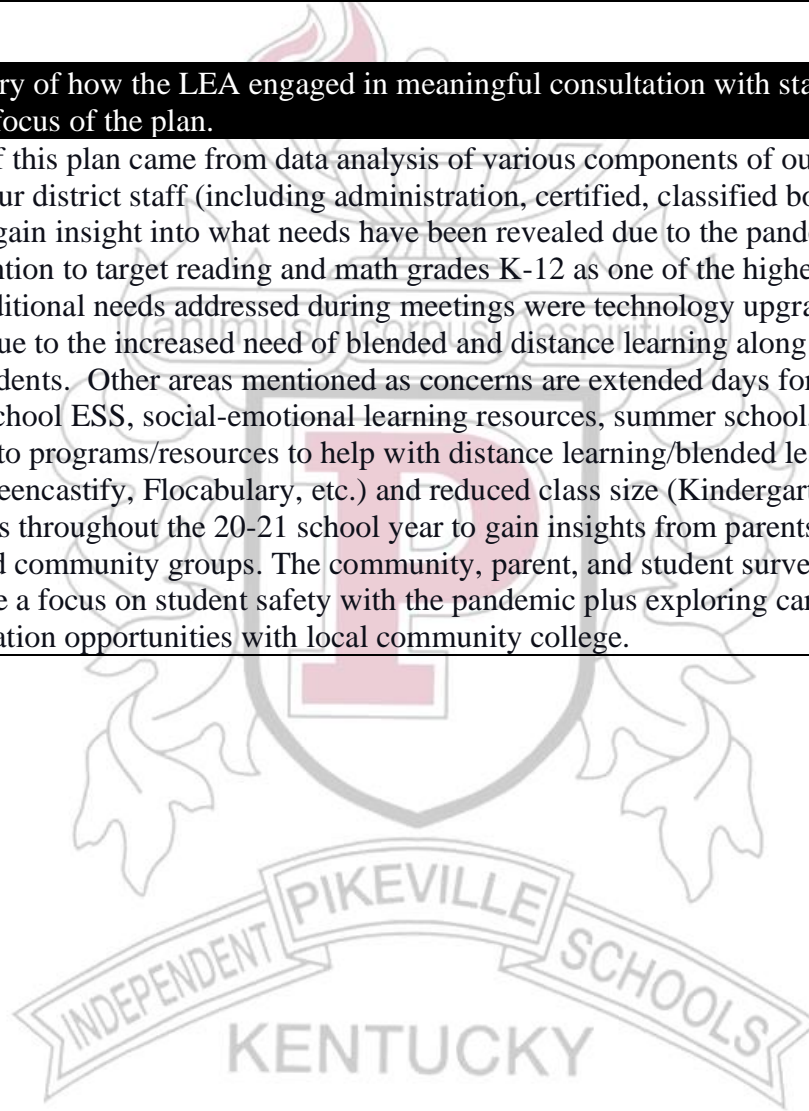 ry of how the LEA engaged in meaningful consultation with sta
focus of the plan.
f this plan came from data analysis of various components of ou
ur district staff (including administration, certified, classified bo
gain insight into what needs have been revealed due to the pande
ntion to target reading and math grades K-12 as one of the highe
ditional needs addressed during meetings were technology upgra
ue to the increased need of blended and distance learning along
dents. Other areas mentioned as concerns are extended days for
chool ESS, social-emotional learning resources, summer school
to programs/resources to help with distance learning/blended le
eencastify, Flocabulary, etc.) and reduced class size (Kindergart
s throughout the 20-21 school year to gain insights from parents
d community groups. The community, parent, and student surve
e a focus on student safety with the pandemic plus exploring car
ation opportunities with local community college.
animus corpus espiritus
P
INDEPENDENT PIKEVILLE SCHOOLS
KENTUCKY